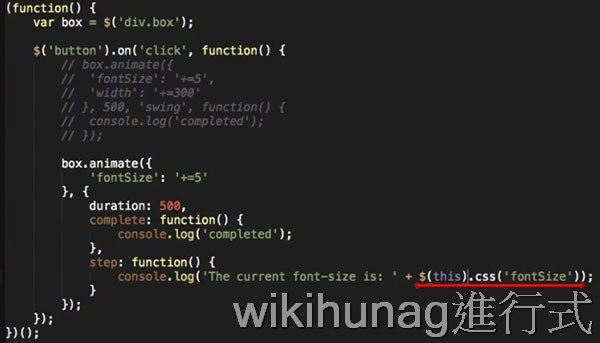 (function() {
    var box = $('div.box');

    $('button').on('click', function() {
        // box.animate({
        //  'fontSize': '+=5',
        //  'width': '+=300'
        // }, 500, 'swing', function() {
        //  console.log('completed');
        // });

        box.animate({
            'fontSize': '+=5'
        }, {
            duration: 500,
            complete: function() {
                console.log('completed');
            },
            step: function() {
                console.log('The current font-size is: ' + $(this).css('fontSize'));
            }
        });
    });
})();
wikihunag進行式